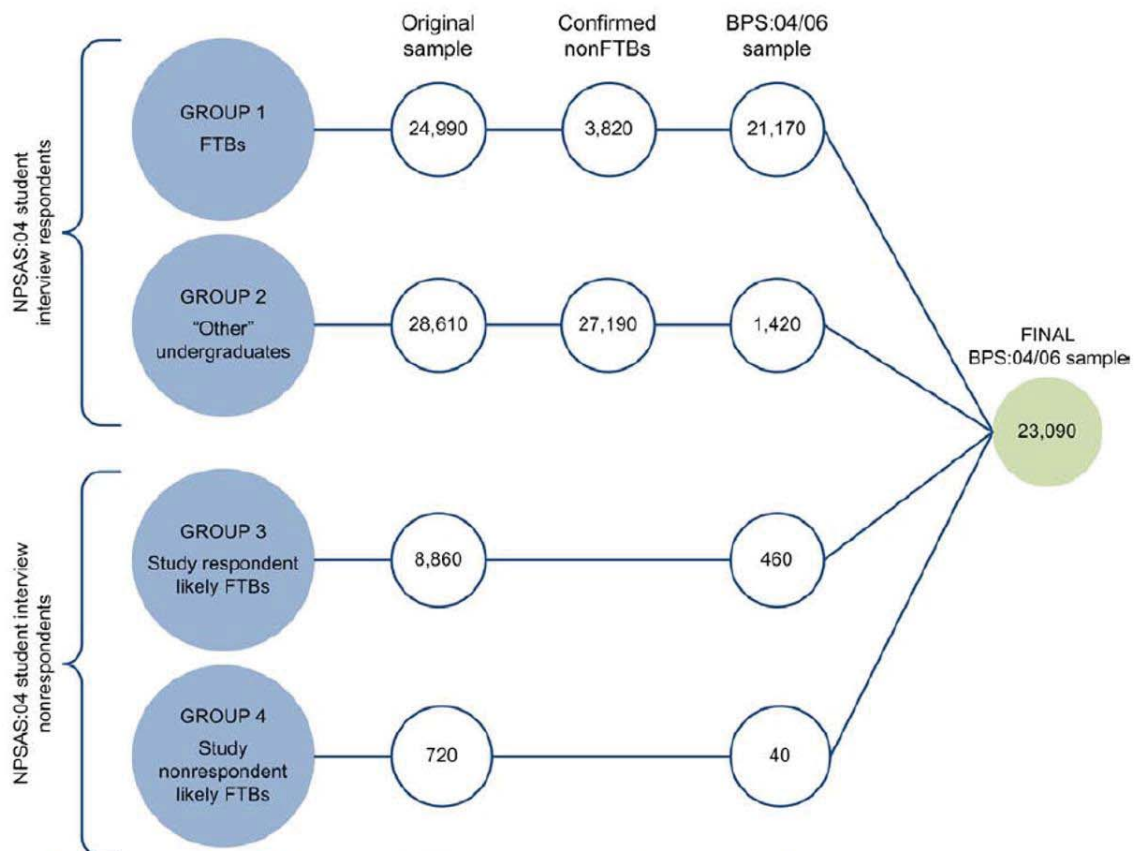 Original
sample
Confirmed
nonFTBs
BPS:04/06
sample
NPSAS:04 student
interview respondents
GROUP 1
FTBs
24,990
3,820
21,170
GROUP 2
"Other"
undergraduates
28,610
27,190
1,420
FINAL
BPS:04/06 sample
23,090
NPSAS:04 student interview
nonrespondents
GROUP 3
Study respondent
likely FTBs
8,860
460
GROUP 4
Study
nonrespondent
likely FTBs
720
40